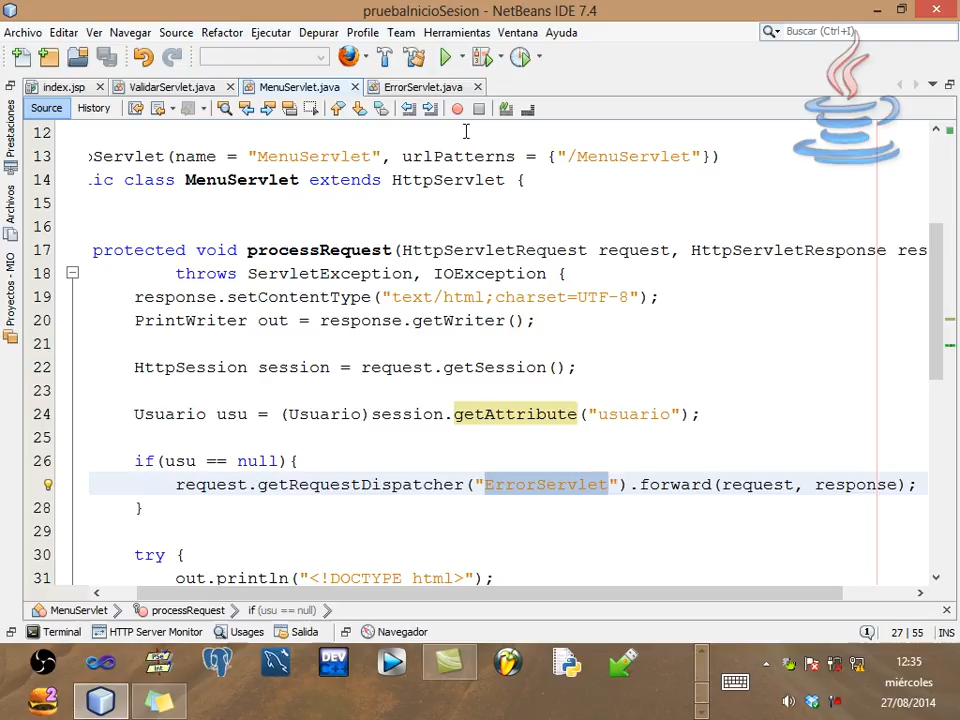 pruebaInicioSesion - NetBeans IDE 7.4
Archivo Editar Ver Navegar Source Refactor Ejecutar Depurar Profile Team Herramientas Ventana Ayuda
Buscar (Ctrl+I)
index.jsp ValidarServlet.java MenuServlet.java ErrorServlet.java
Source History
Prestaciones
Archivos
Proyectos - MIO
12
13 oServlet(name = "MenuServlet", urlPatterns = {"/MenuServlet"})
14 ic class MenuServlet extends HttpServlet {
15
16
17 protected void processRequest(HttpServletRequest request, HttpServletResponse res
18 throws ServletException, IOException {
19 response.setContentType("text/html;charset=UTF-8");
20 PrintWriter out = response.getWriter();
21
22 HttpSession session = request.getSession();
23
24 Usuario usu = (Usuario)session.getAttribute("usuario");
25
26 if(usu == null){
request.getRequestDispatcher("ErrorServlet").forward(request, response);
28 }
29
30 try {
31 out.println("<!DOCTYPE html>");
MenuServlet processRequest if (usu == null)
Terminal HTTP Server Monitor Usages Salida Navegador
1 27 | 55 INS
12:35
miércoles
27/08/2014